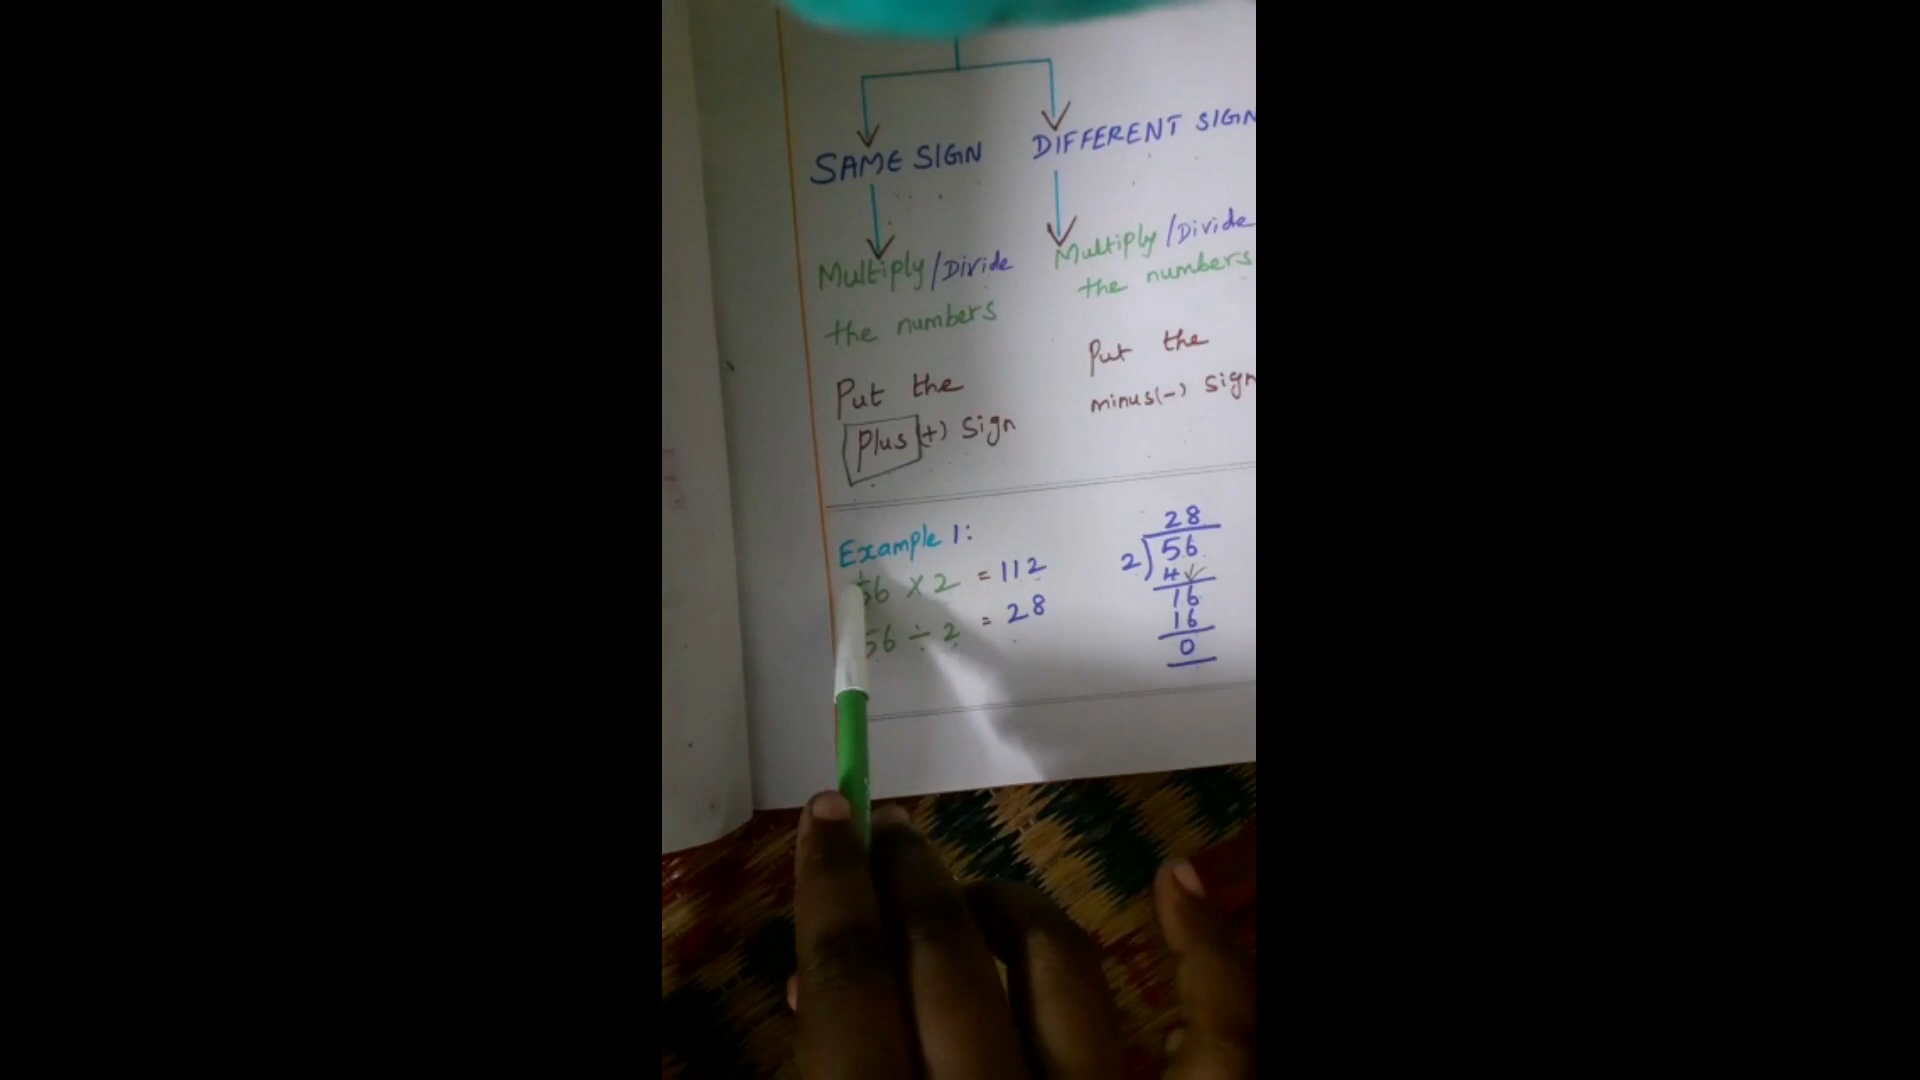 SAME SIGN
Multiply/Divide
the numbers
Put the
Plus (+) Sign
DIFFERENT SIGN
Multiply/Divide
the numbers
Put the
minus(-) Sign
Example 1:
56 × 2 = 112
56 ÷ 2 = 28
28
2)56
4
16
16
0